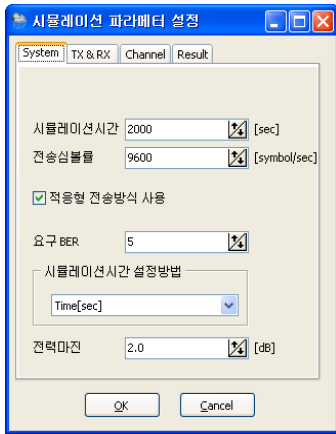 시뮬레이션 파라메터 설정
System TX & RX Channel Result
시뮬레이션시간 2000 [sec]
전송심볼률 9600 [symbol/sec]
적응형 전송방식 사용
요구 BER 5
시뮬레이션시간 설정방법
Time[sec]
전력마진 2.0 [dB]
OK Cancel